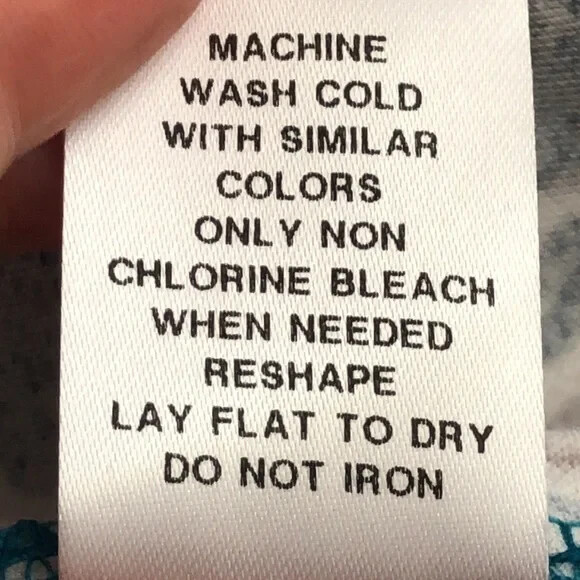 MACHINE
WASH COLD
WITH SIMILAR
COLORS
ONLY NON
CHLORINE BLEACH
WHEN NEEDED
RESHAPE
LAY FLAT TO DRY
DO NOT IRON